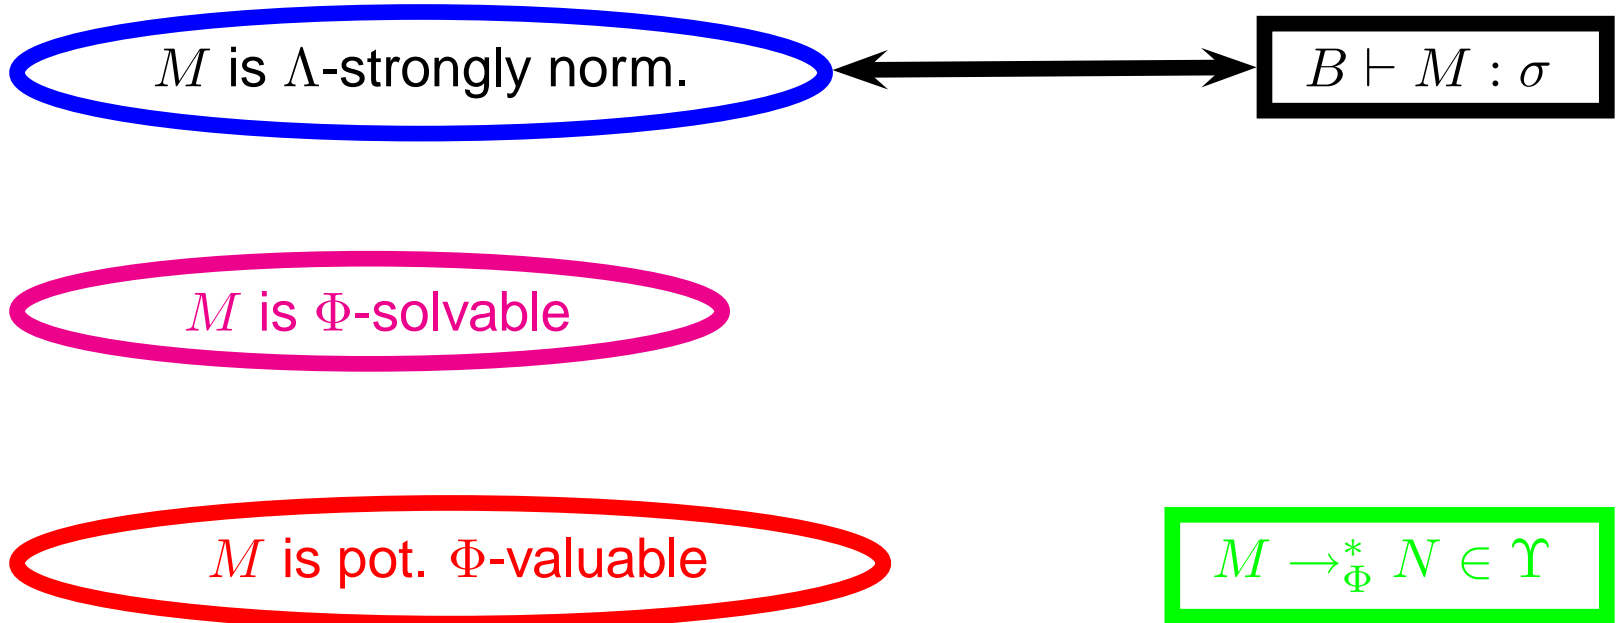 M is Λ-strongly norm.
B ⊢ M : σ
M is Φ-solvable
M is pot. Φ-valuable
M →*_Φ N ∈ Υ